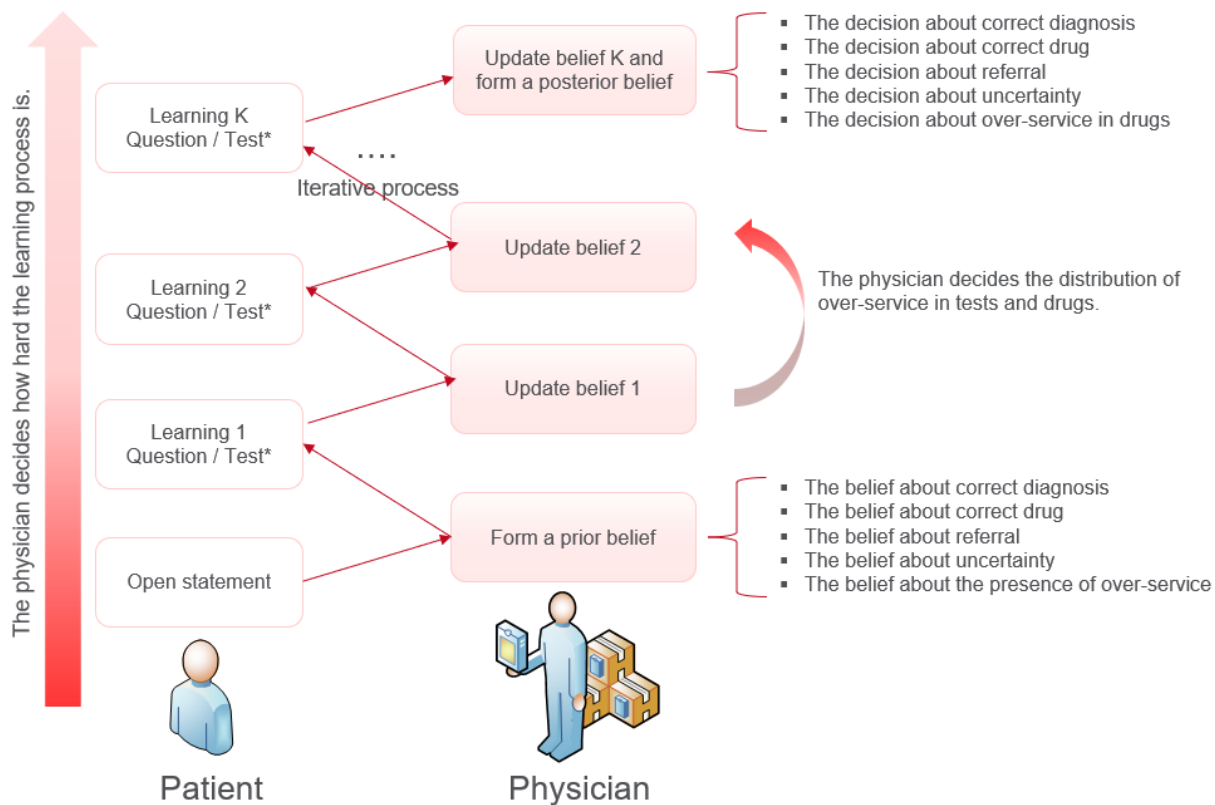 The physician decides how hard the learning process is.
Update belief K and
form a posterior belief
▪ The decision about correct diagnosis
▪ The decision about correct drug
▪ The decision about referral
▪ The decision about uncertainty
▪ The decision about over-service in drugs
Learning K
Question / Test*
....
Iterative process
Update belief 2
Learning 2
Question / Test*
The physician decides the distribution of
over-service in tests and drugs.
Update belief 1
Learning 1
Question / Test*
Form a prior belief
▪ The belief about correct diagnosis
▪ The belief about correct drug
▪ The belief about referral
▪ The belief about uncertainty
▪ The belief about the presence of over-service
Open statement
Patient
Physician